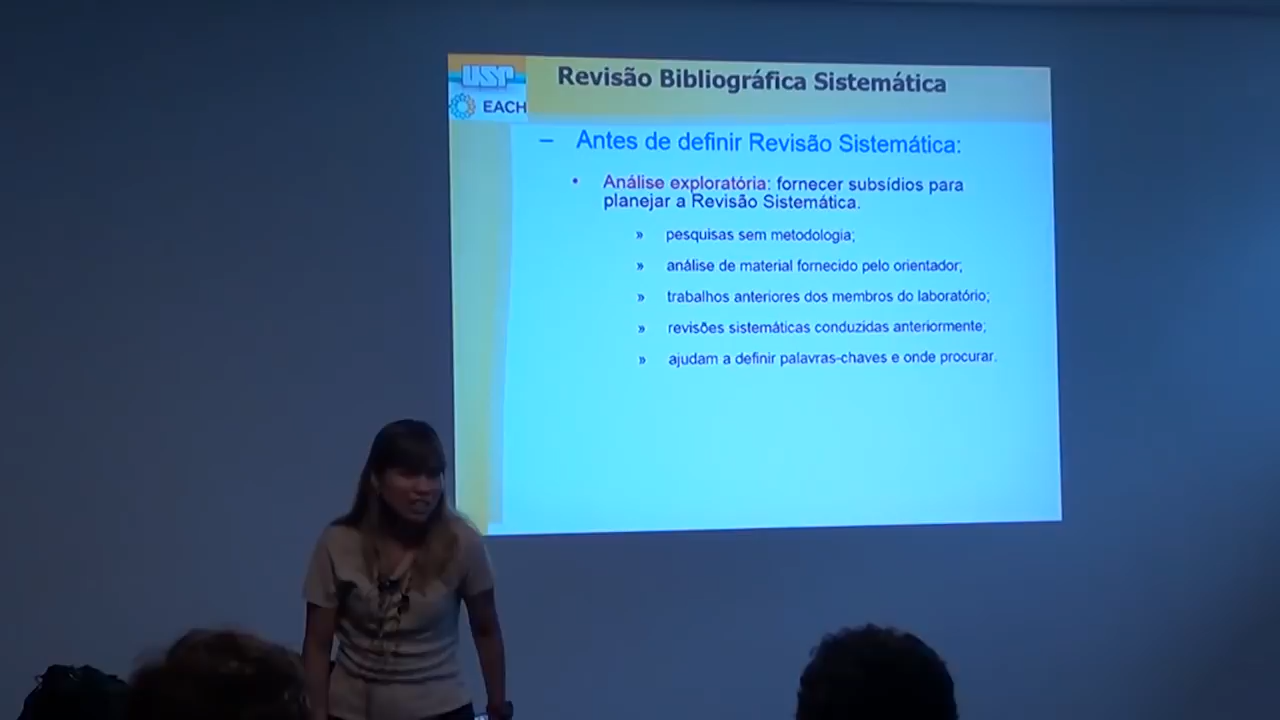 USP
EACH
Revisão Bibliográfica Sistemática
– Antes de definir Revisão Sistemática:
• Análise exploratória: fornecer subsídios para
planejar a Revisão Sistemática.
» pesquisas sem metodologia;
» análise de material fornecido pelo orientador;
» trabalhos anteriores dos membros do laboratório;
» revisões sistemáticas conduzidas anteriormente;
» ajudam a definir palavras-chaves e onde procurar.